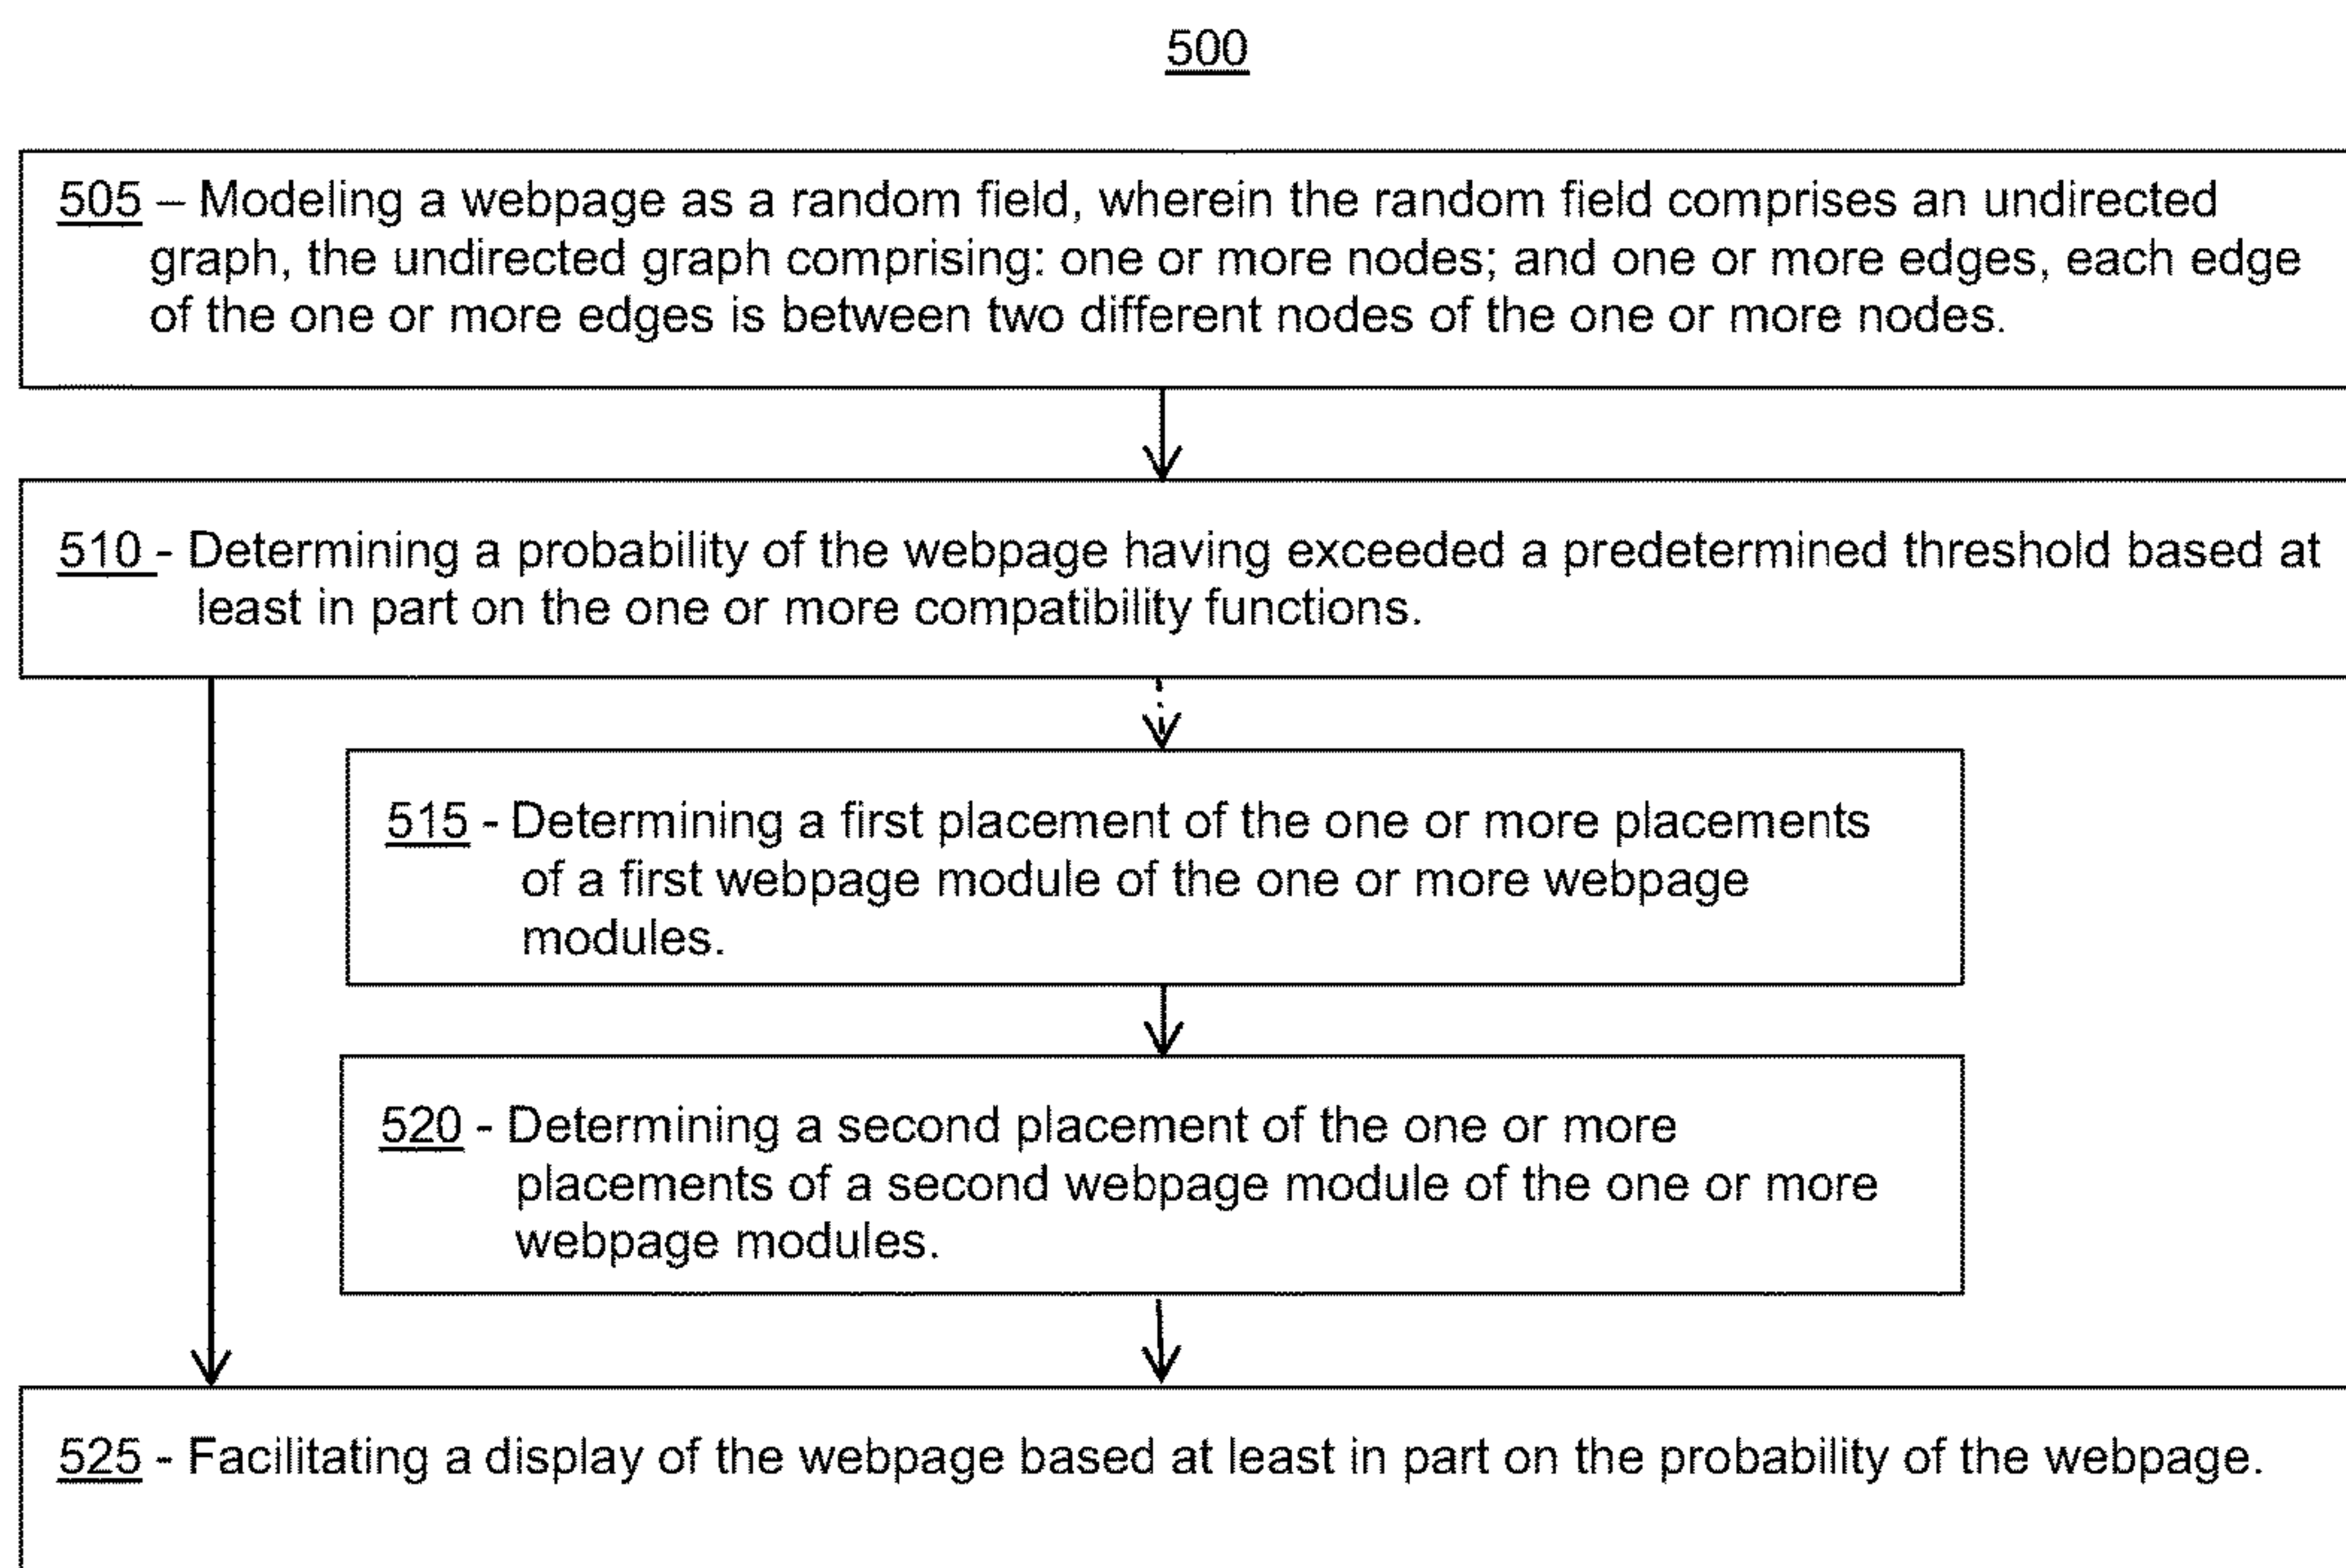 500
505 – Modeling a webpage as a random field, wherein the random field comprises an undirected
graph, the undirected graph comprising: one or more nodes; and one or more edges, each edge
of the one or more edges is between two different nodes of the one or more nodes.
510 - Determining a probability of the webpage having exceeded a predetermined threshold based at
least in part on the one or more compatibility functions.
515 - Determining a first placement of the one or more placements
of a first webpage module of the one or more webpage
modules.
520 - Determining a second placement of the one or more
placements of a second webpage module of the one or more
webpage modules.
525 - Facilitating a display of the webpage based at least in part on the probability of the webpage.